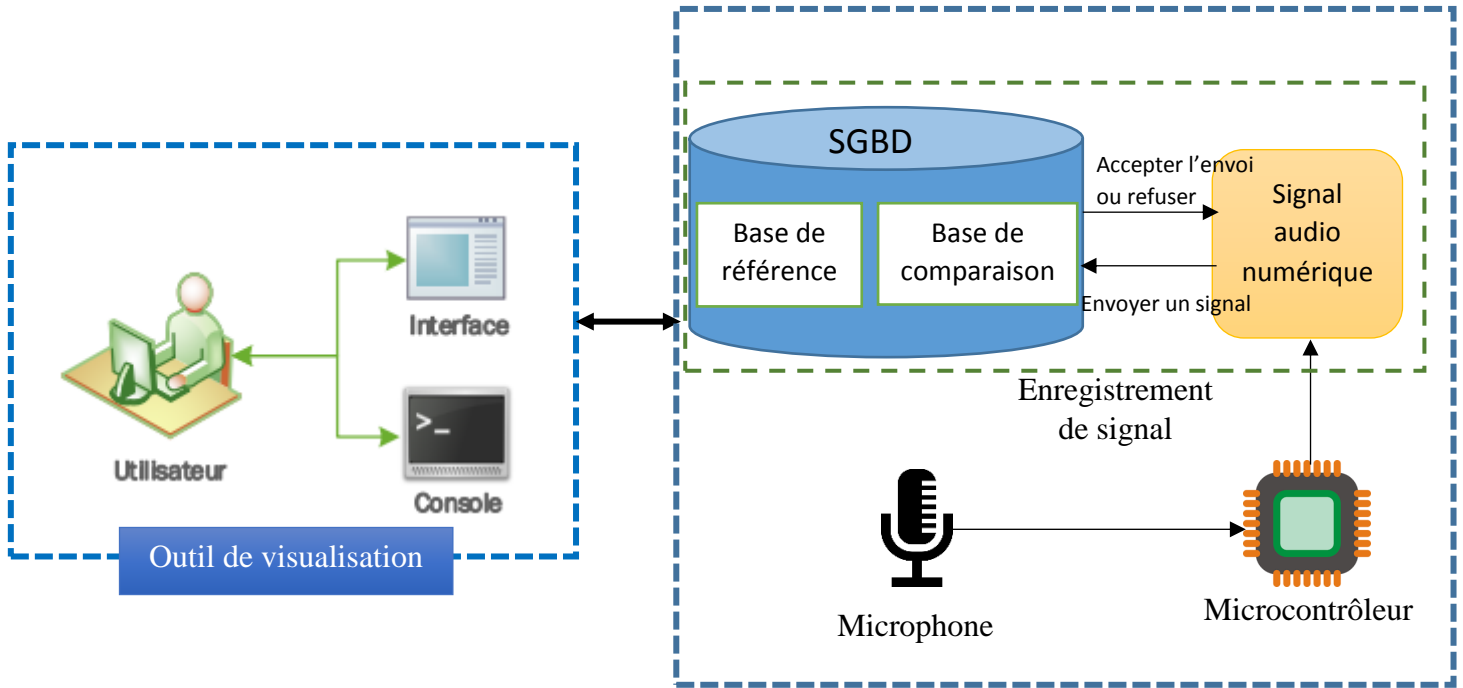 Interface
>_
Console
Utilisateur
Outil de visualisation
SGBD
Base de
référence
Base de
comparaison
Accepter l'envoi
ou refuser
Envoyer un signal
Signal
audio
numérique
Enregistrement
de signal
Microphone
Microcontrôleur